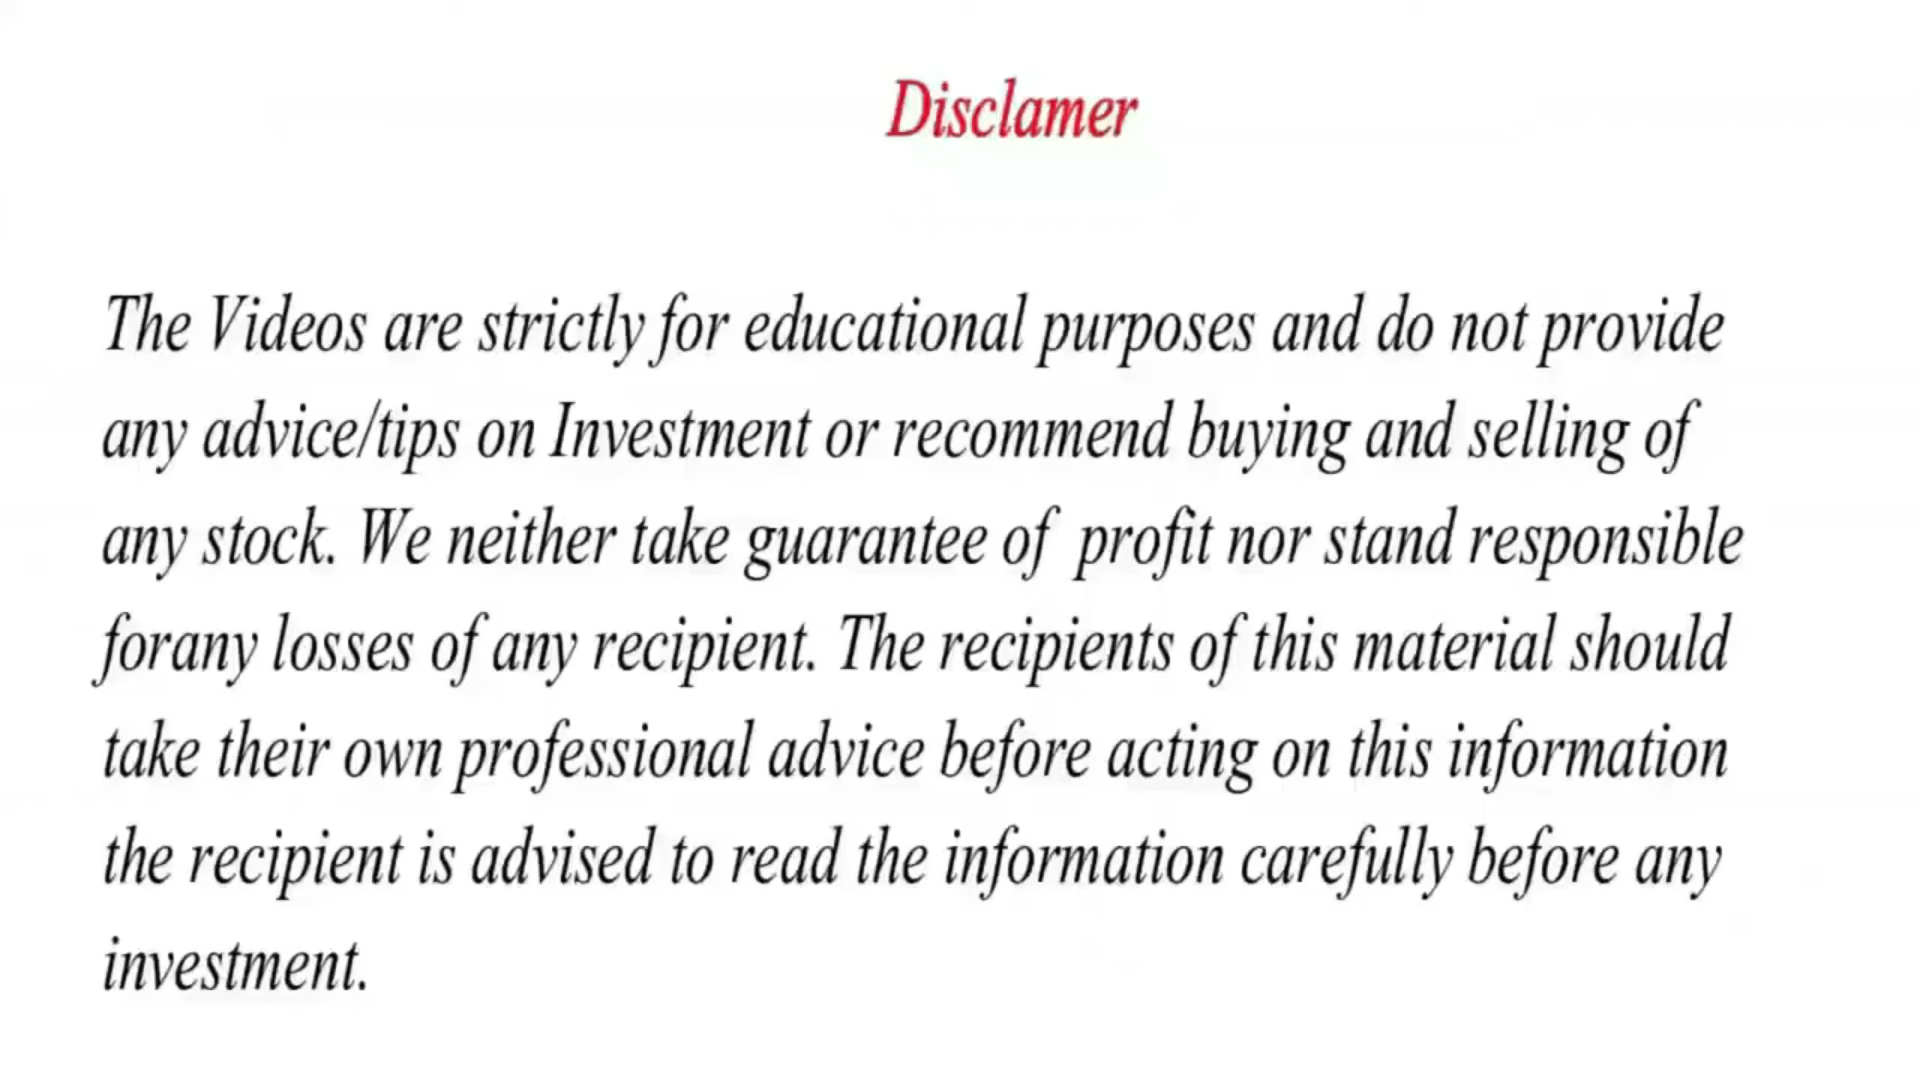 Disclamer
The Videos are strictly for educational purposes and do not provide
any advice/tips on Investment or recommend buying and selling of
any stock. We neither take guarantee of profit nor stand responsible
forany losses of any recipient. The recipients of this material should
take their own professional advice before acting on this information
the recipient is advised to read the information carefully before any
investment.